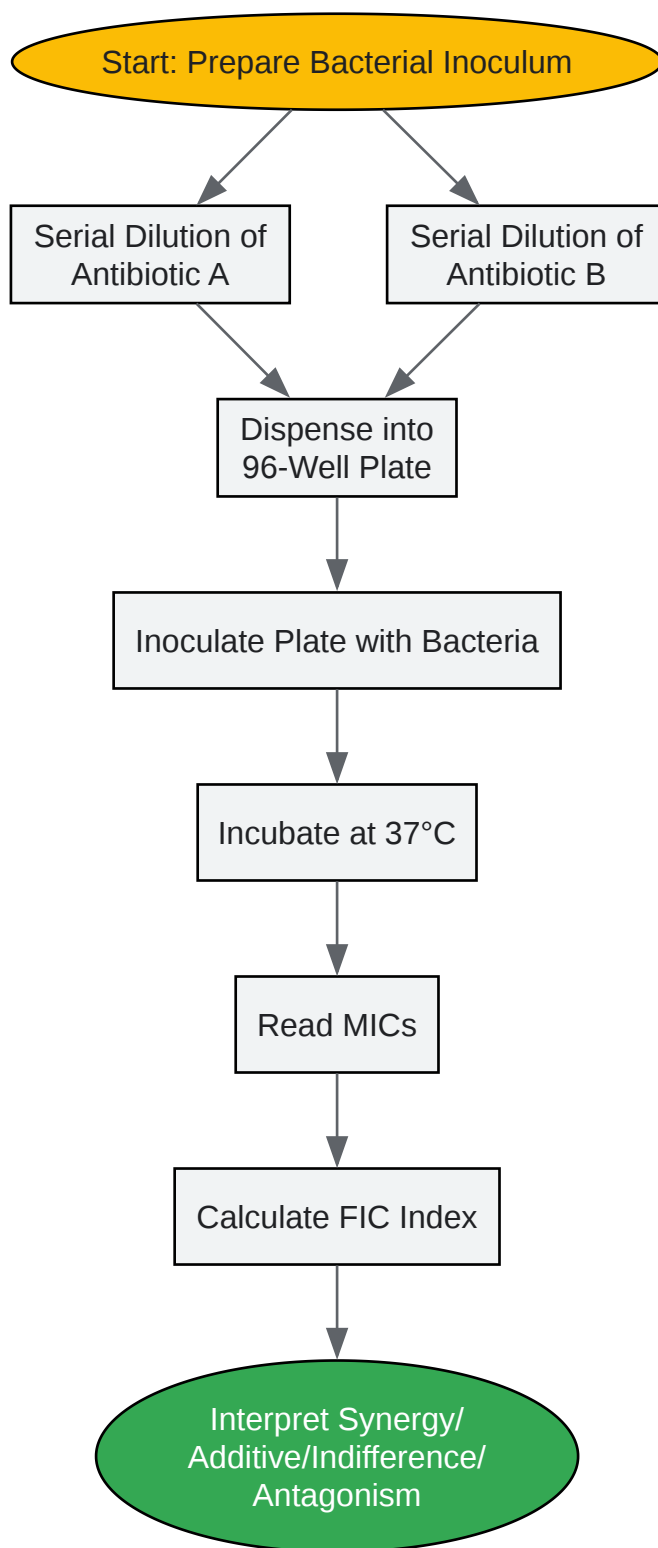 Start: Prepare Bacterial Inoculum
Serial Dilution of
Antibiotic A
Serial Dilution of
Antibiotic B
Dispense into
96-Well Plate
Inoculate Plate with Bacteria
Incubate at 37°C
Read MICs
Calculate FIC Index
Interpret Synergy/
Additive/Indifference/
Antagonism